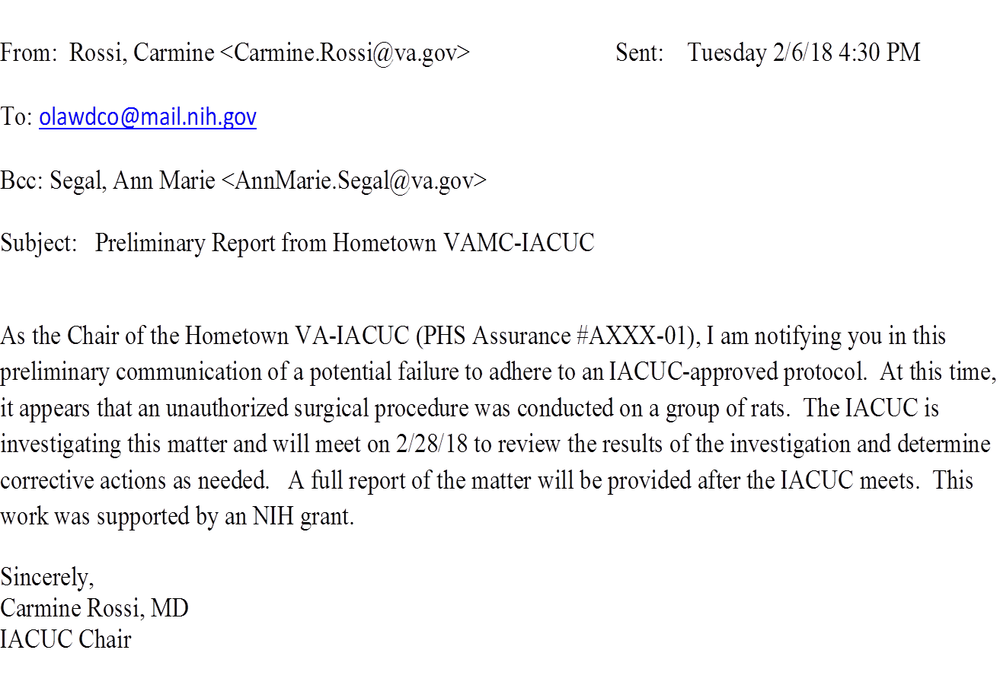 From: Rossi, Carmine <Carmine.Rossi@va.gov> Sent: Tuesday 2/6/18 4:30 PM
To: olawdco@mail.nih.gov
Bcc: Segal, Ann Marie <AnnMarie.Segal@va.gov>
Subject: Preliminary Report from Hometown VAMC-IACUC
As the Chair of the Hometown VA-IACUC (PHS Assurance #AXXX-01), I am notifying you in this
preliminary communication of a potential failure to adhere to an IACUC-approved protocol. At this time,
it appears that an unauthorized surgical procedure was conducted on a group of rats. The IACUC is
investigating this matter and will meet on 2/28/18 to review the results of the investigation and determine
corrective actions as needed. A full report of the matter will be provided after the IACUC meets. This
work was supported by an NIH grant.
Sincerely,
Carmine Rossi, MD
IACUC Chair